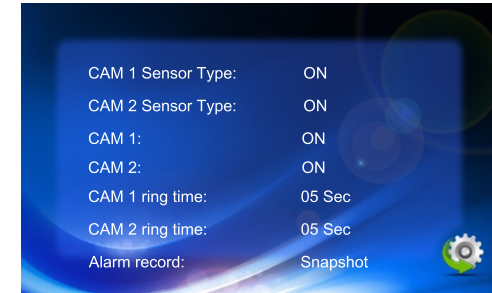 CAM 1 Sensor Type: ON
CAM 2 Sensor Type: ON
CAM 1: ON
CAM 2: ON
CAM 1 ring time: 05 Sec
CAM 2 ring time: 05 Sec
Alarm record: Snapshot